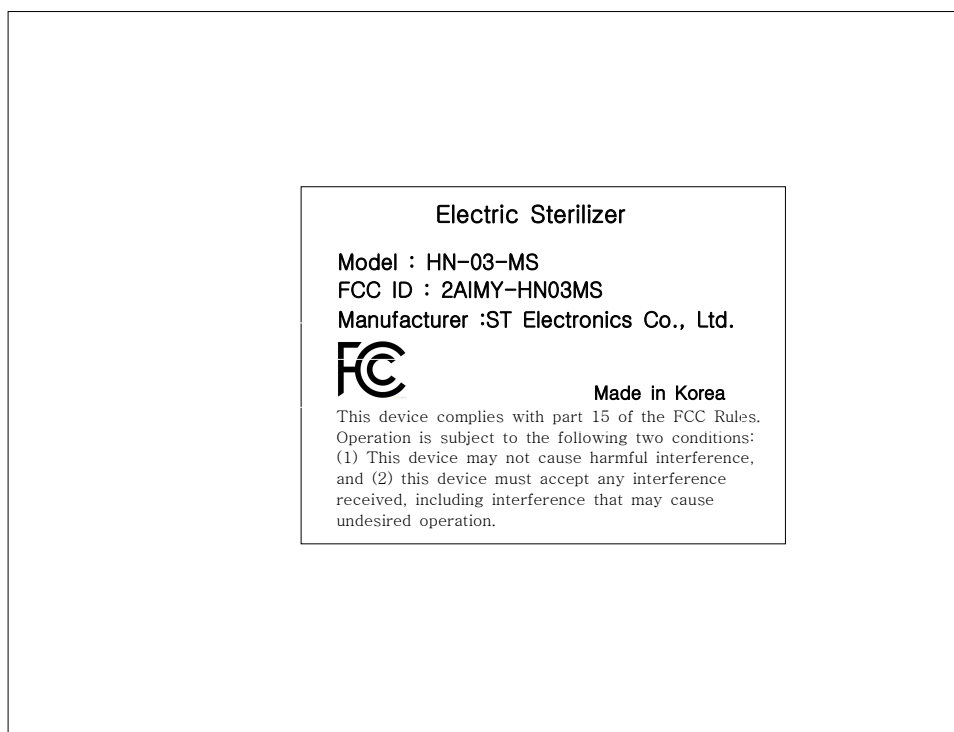 Electric Sterilizer
Model : HN-03-MS
FCC ID : 2AIMY-HN03MS
Manufacturer :ST Electronics Co., Ltd.
FC
Made in Korea
This device complies with part 15 of the FCC Rules.
Operation is subject to the following two conditions:
(1) This device may not cause harmful interference,
and (2) this device must accept any interference
received, including interference that may cause
undesired operation.